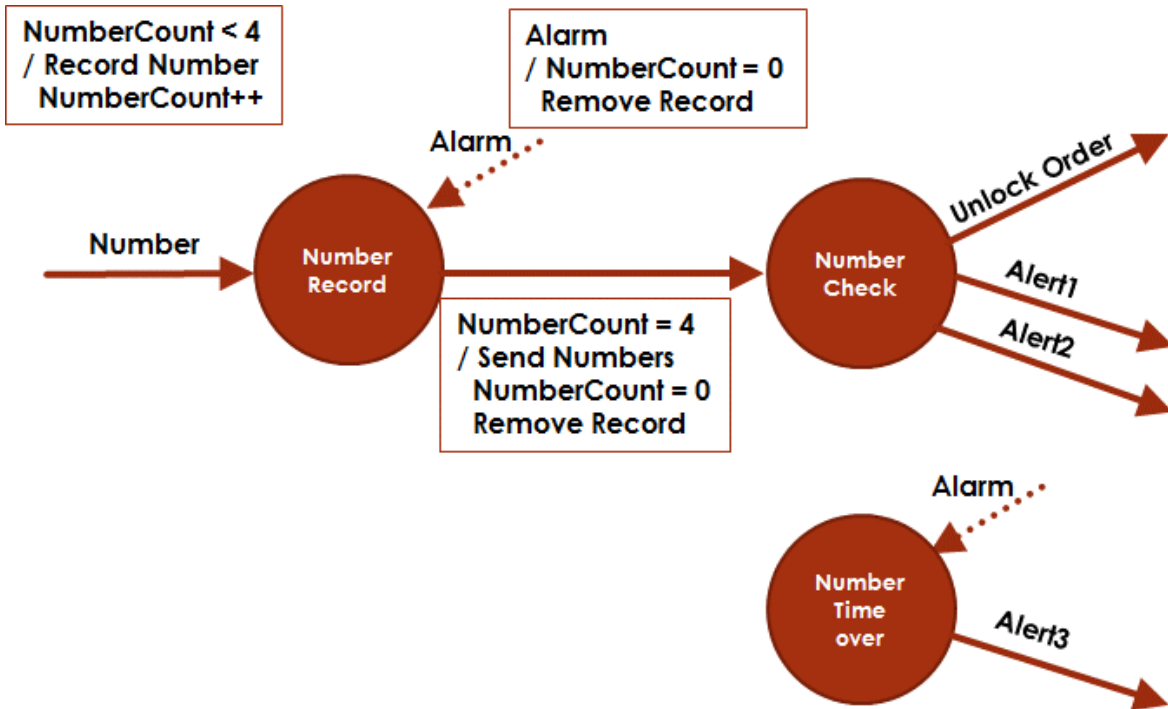 NumberCount < 4
/ Record Number
NumberCount++
Alarm
/ NumberCount = 0
Remove Record
Alarm
Number
Number
Record
NumberCount = 4
/ Send Numbers
NumberCount = 0
Remove Record
Number
Check
Unlock Order
Alert1
Alert2
Alarm
Number
Time
over
Alert3